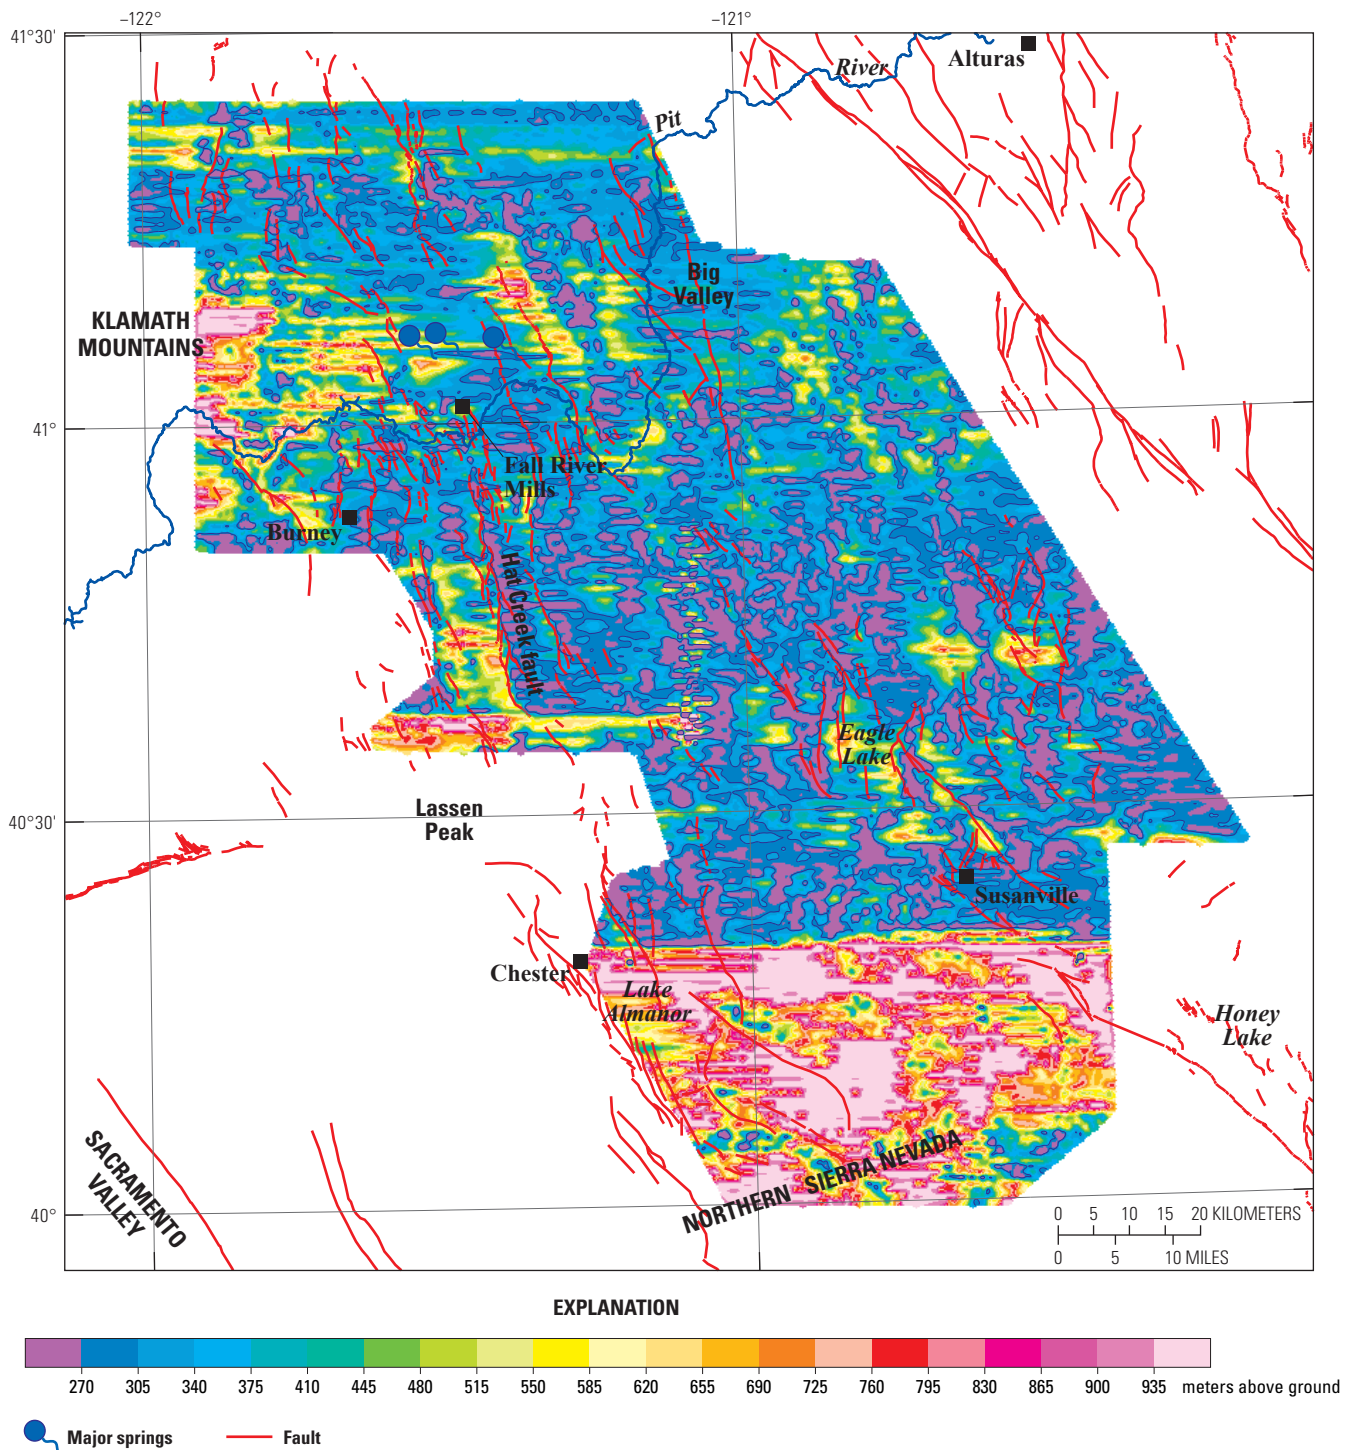 –122°
–121°
41°30'
Alturas
River
Pit
Big
Valley
KLAMATH
MOUNTAINS
41°
Fall River
Mills
Burney
Hat Creek fault
Eagle
Lake
Lassen
Peak
40°30'
Susanville
Chester
Lake
Almanor
Honey
Lake
SACRAMENTO
VALLEY
NORTHERN SIERRA NEVADA
40°
0 5 10 15 20 KILOMETERS
0 5 10 MILES
EXPLANATION
270 305 340 375 410 445 480 515 550 585 620 655 690 725 760 795 830 865 900 935 meters above ground
Major springs
Fault